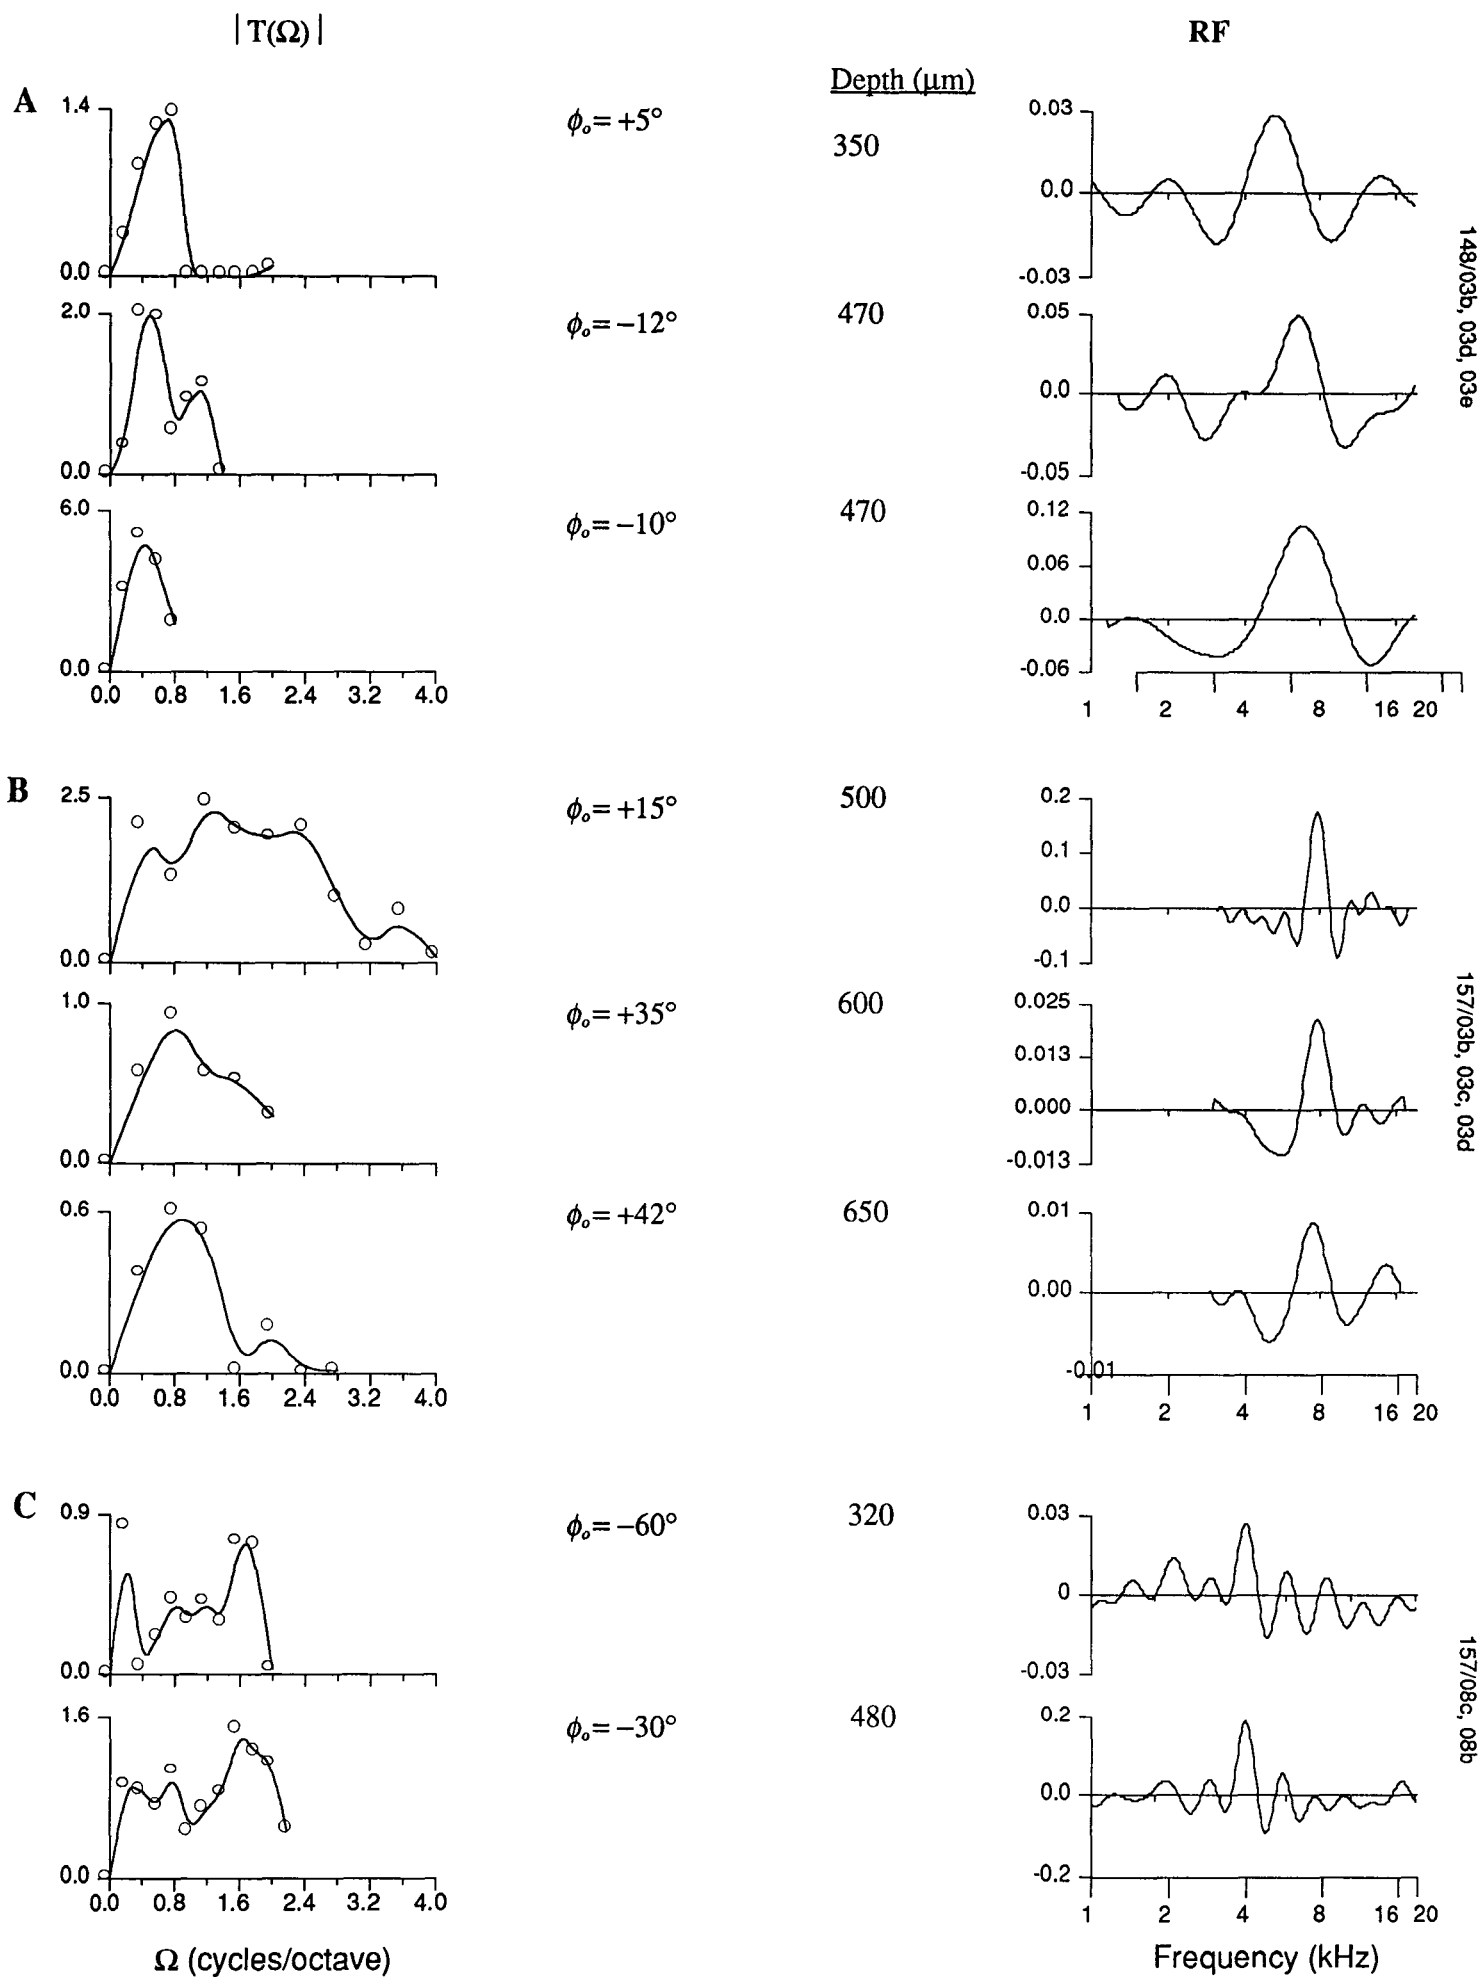 |T(Ω)|
RF
Depth (μm)
A
1.4
0.0
ϕo= +5°
350
0.03
0.0
-0.03
2.0
0.0
ϕo= −12°
470
0.05
0.0
-0.05
6.0
0.0
ϕo= −10°
470
0.12
0.06
0.0
-0.06
148/03b, 03d, 03e
0.0 0.8 1.6 2.4 3.2 4.0
1 2 4 8 16 20
B
2.5
0.0
ϕo= +15°
500
0.2
0.1
0.0
-0.1
1.0
0.0
ϕo= +35°
600
0.025
0.013
0.000
-0.013
0.6
0.0
ϕo= +42°
650
0.01
0.00
-0.01
157/03b, 03c, 03d
0.0 0.8 1.6 2.4 3.2 4.0
1 2 4 8 16 20
C
0.9
0.0
ϕo= −60°
320
0.03
0
-0.03
1.6
0.0
ϕo= −30°
480
0.2
0.0
-0.2
157/08c, 08b
0.0 0.8 1.6 2.4 3.2 4.0
1 2 4 8 16 20
Ω (cycles/octave)
Frequency (kHz)